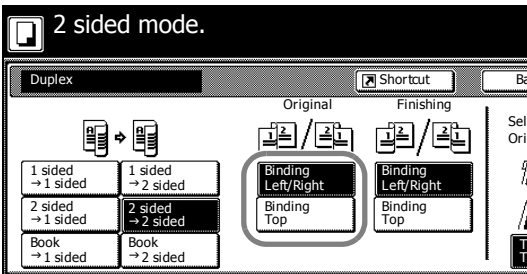 2 sided mode.
Duplex
Shortcut
Ba
Original
Finishing
Sel
Ori
1 sided
→1 sided
1 sided
→2 sided
2 sided
→1 sided
2 sided
→2 sided
Book
→1 sided
Book
→2 sided
Binding
Left/Right
Binding
Top
Binding
Left/Right
Binding
Top